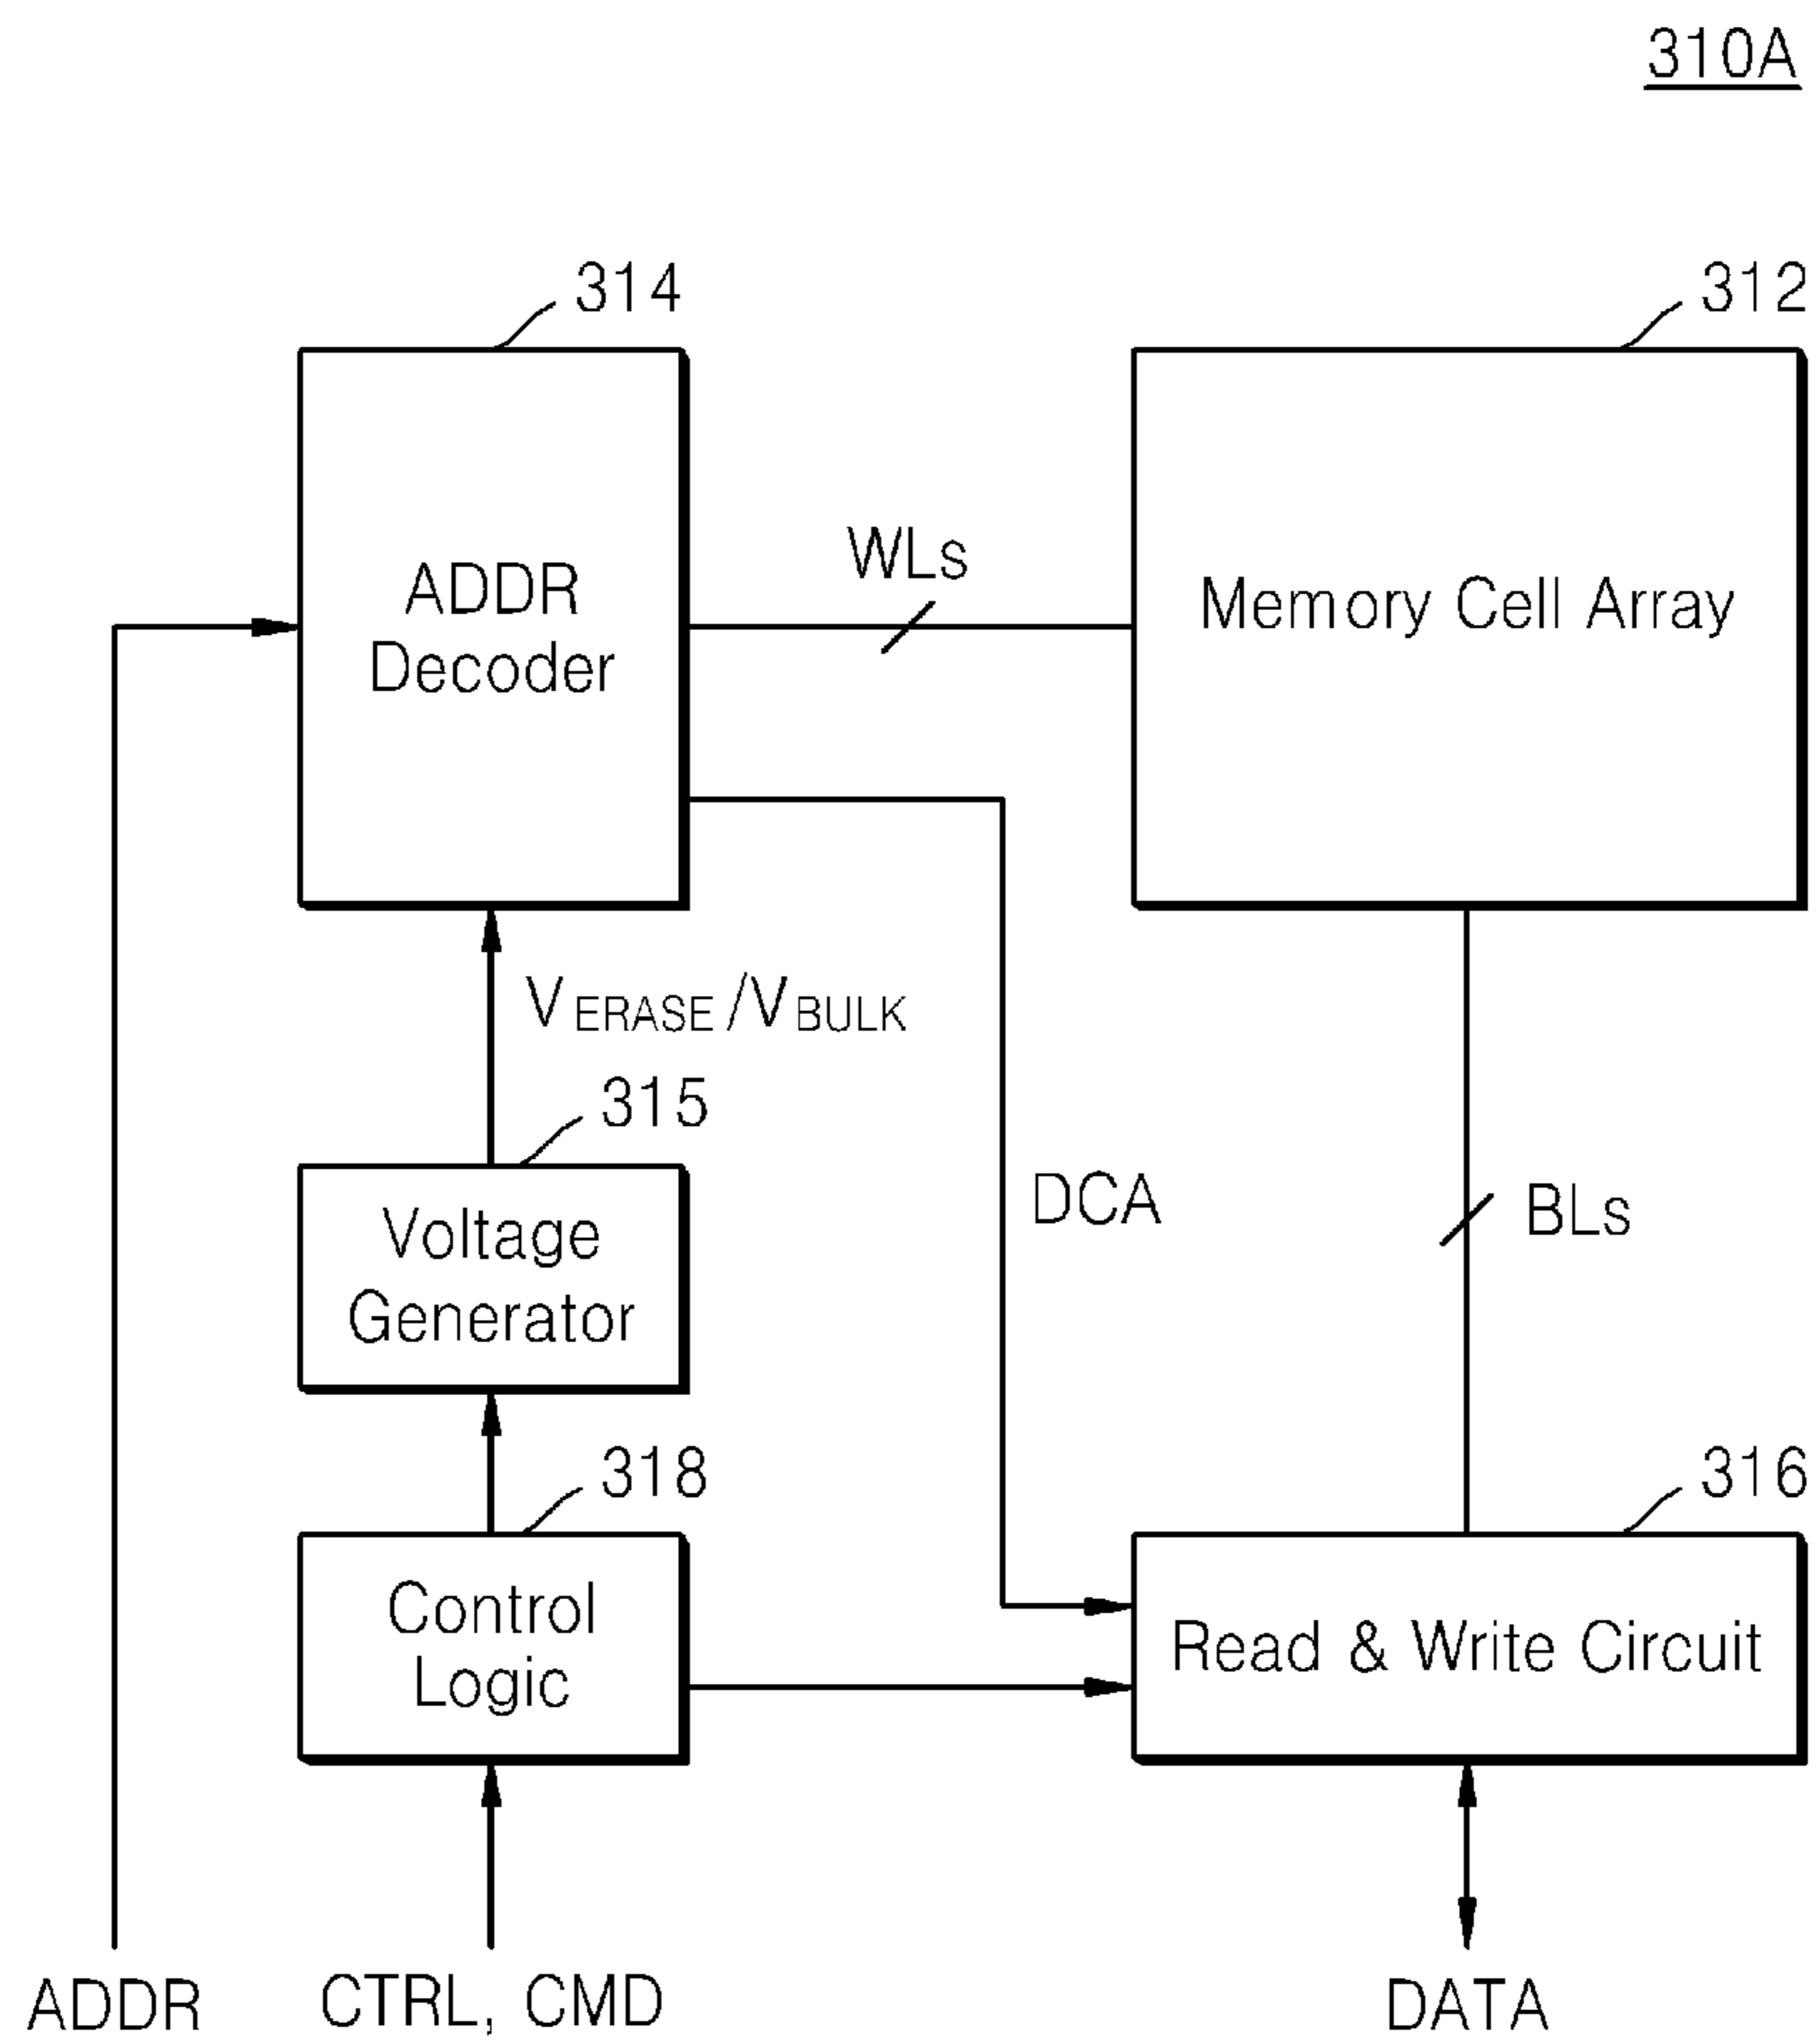 310A
314
312
ADDR
Decoder
WLs
Memory Cell Array
VERASE/VBULK
315
Voltage
Generator
DCA
BLs
318
316
Control
Logic
Read & Write Circuit
ADDR
CTRL, CMD
DATA